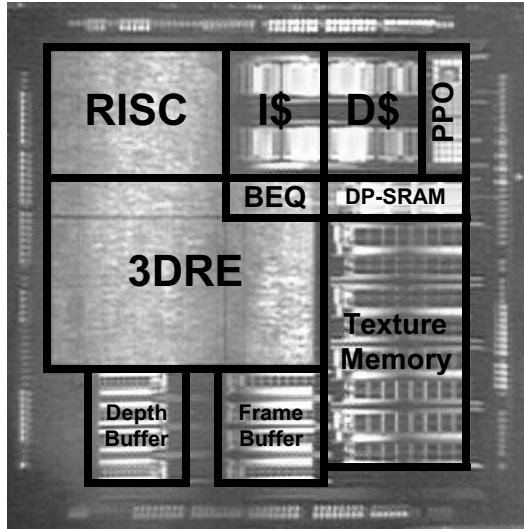 RISC
I$
D$
PPO
BEQ
DP-SRAM
3DRE
Texture
Memory
Depth
Buffer
Frame
Buffer